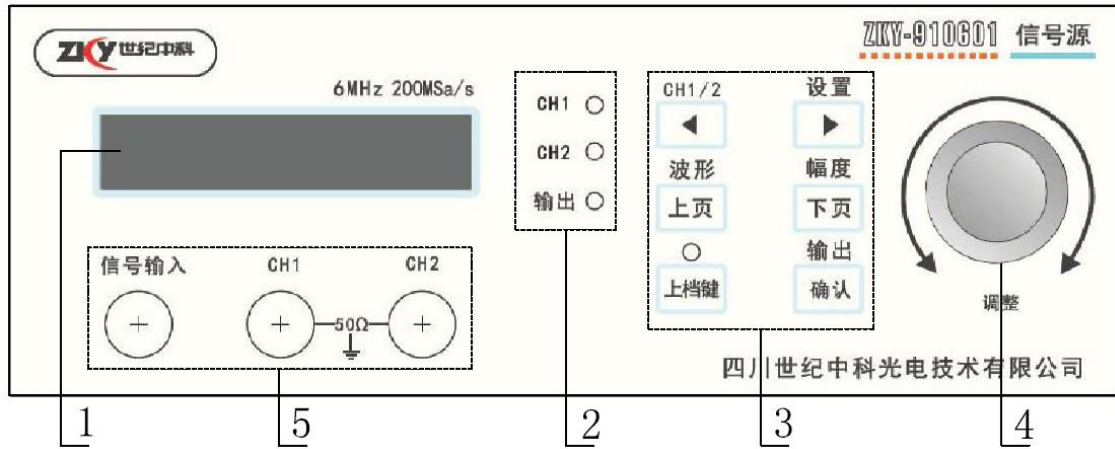 ZKY世纪中科
ZKY-910601 信号源
6MHz 200MSa/s
CH1
CH2
输出
CH1/2 设置
波形 幅度
上页 下页
输出
上档键 确认
调整
信号输入 CH1 CH2
50Ω
四川世纪中科光电技术有限公司
1 5 2 3 4